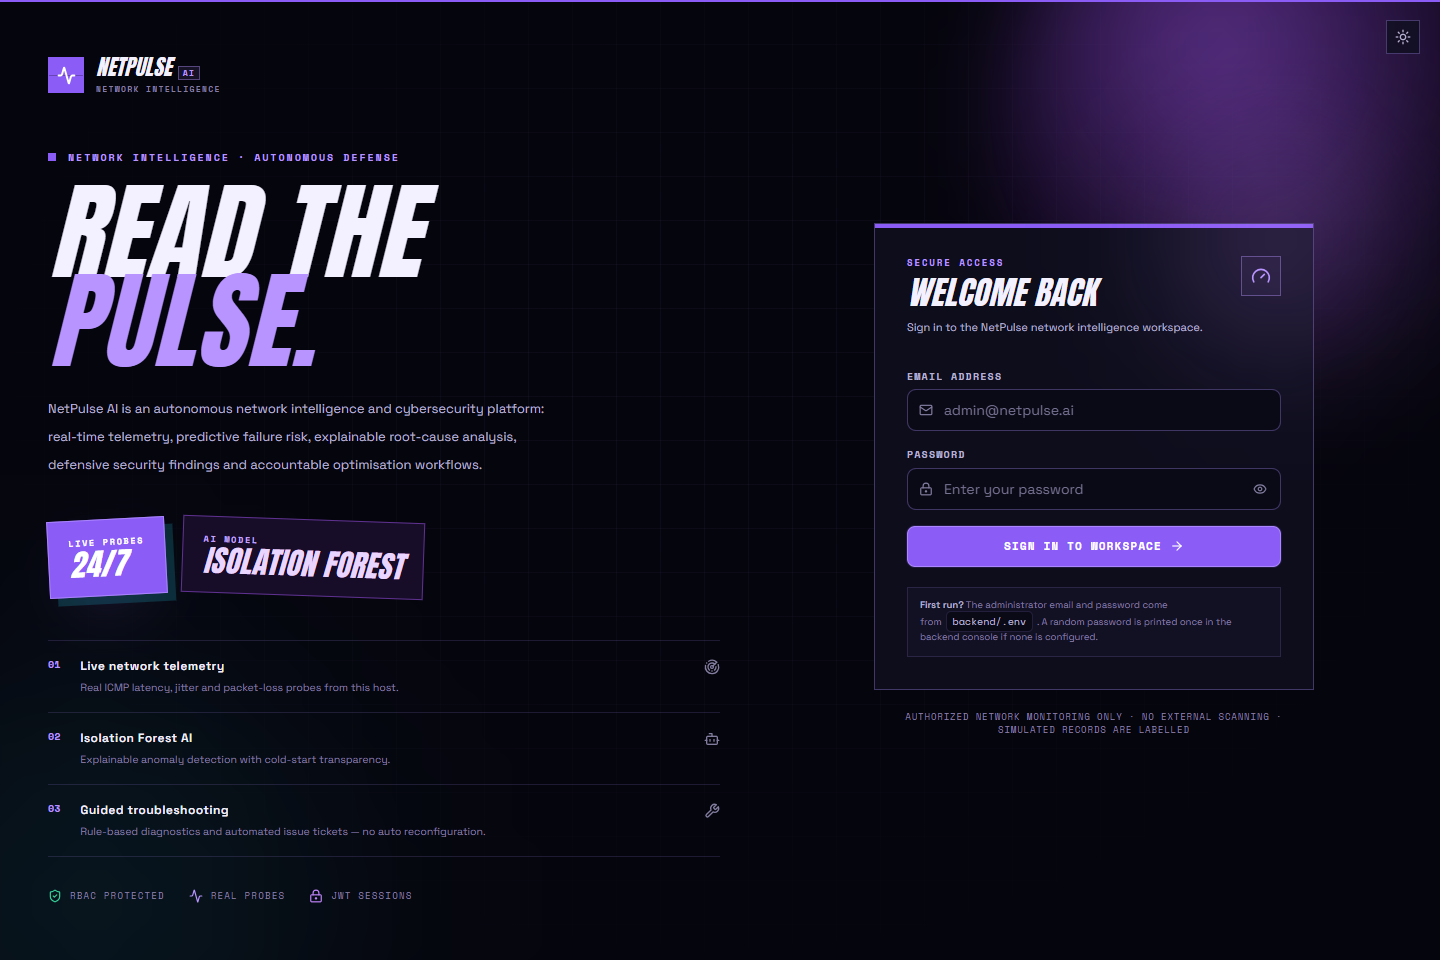 NETPULSE AI
NETWORK INTELLIGENCE
NETWORK INTELLIGENCE · AUTONOMOUS DEFENSE
READ THE
PULSE.
NetPulse AI is an autonomous network intelligence and cybersecurity platform:
real-time telemetry, predictive failure risk, explainable root-cause analysis,
defensive security findings and accountable optimisation workflows.
LIVE PROBES
24/7
AI MODEL
ISOLATION FOREST
01 Live network telemetry
Real ICMP latency, jitter and packet-loss probes from this host.
02 Isolation Forest AI
Explainable anomaly detection with cold-start transparency.
03 Guided troubleshooting
Rule-based diagnostics and automated issue tickets — no auto reconfiguration.
RBAC PROTECTED REAL PROBES JWT SESSIONS
SECURE ACCESS
WELCOME BACK
Sign in to the NetPulse network intelligence workspace.
EMAIL ADDRESS
admin@netpulse.ai
PASSWORD
Enter your password
SIGN IN TO WORKSPACE →
First run? The administrator email and password come
from backend/.env . A random password is printed once in the
backend console if none is configured.
AUTHORIZED NETWORK MONITORING ONLY · NO EXTERNAL SCANNING ·
SIMULATED RECORDS ARE LABELLED